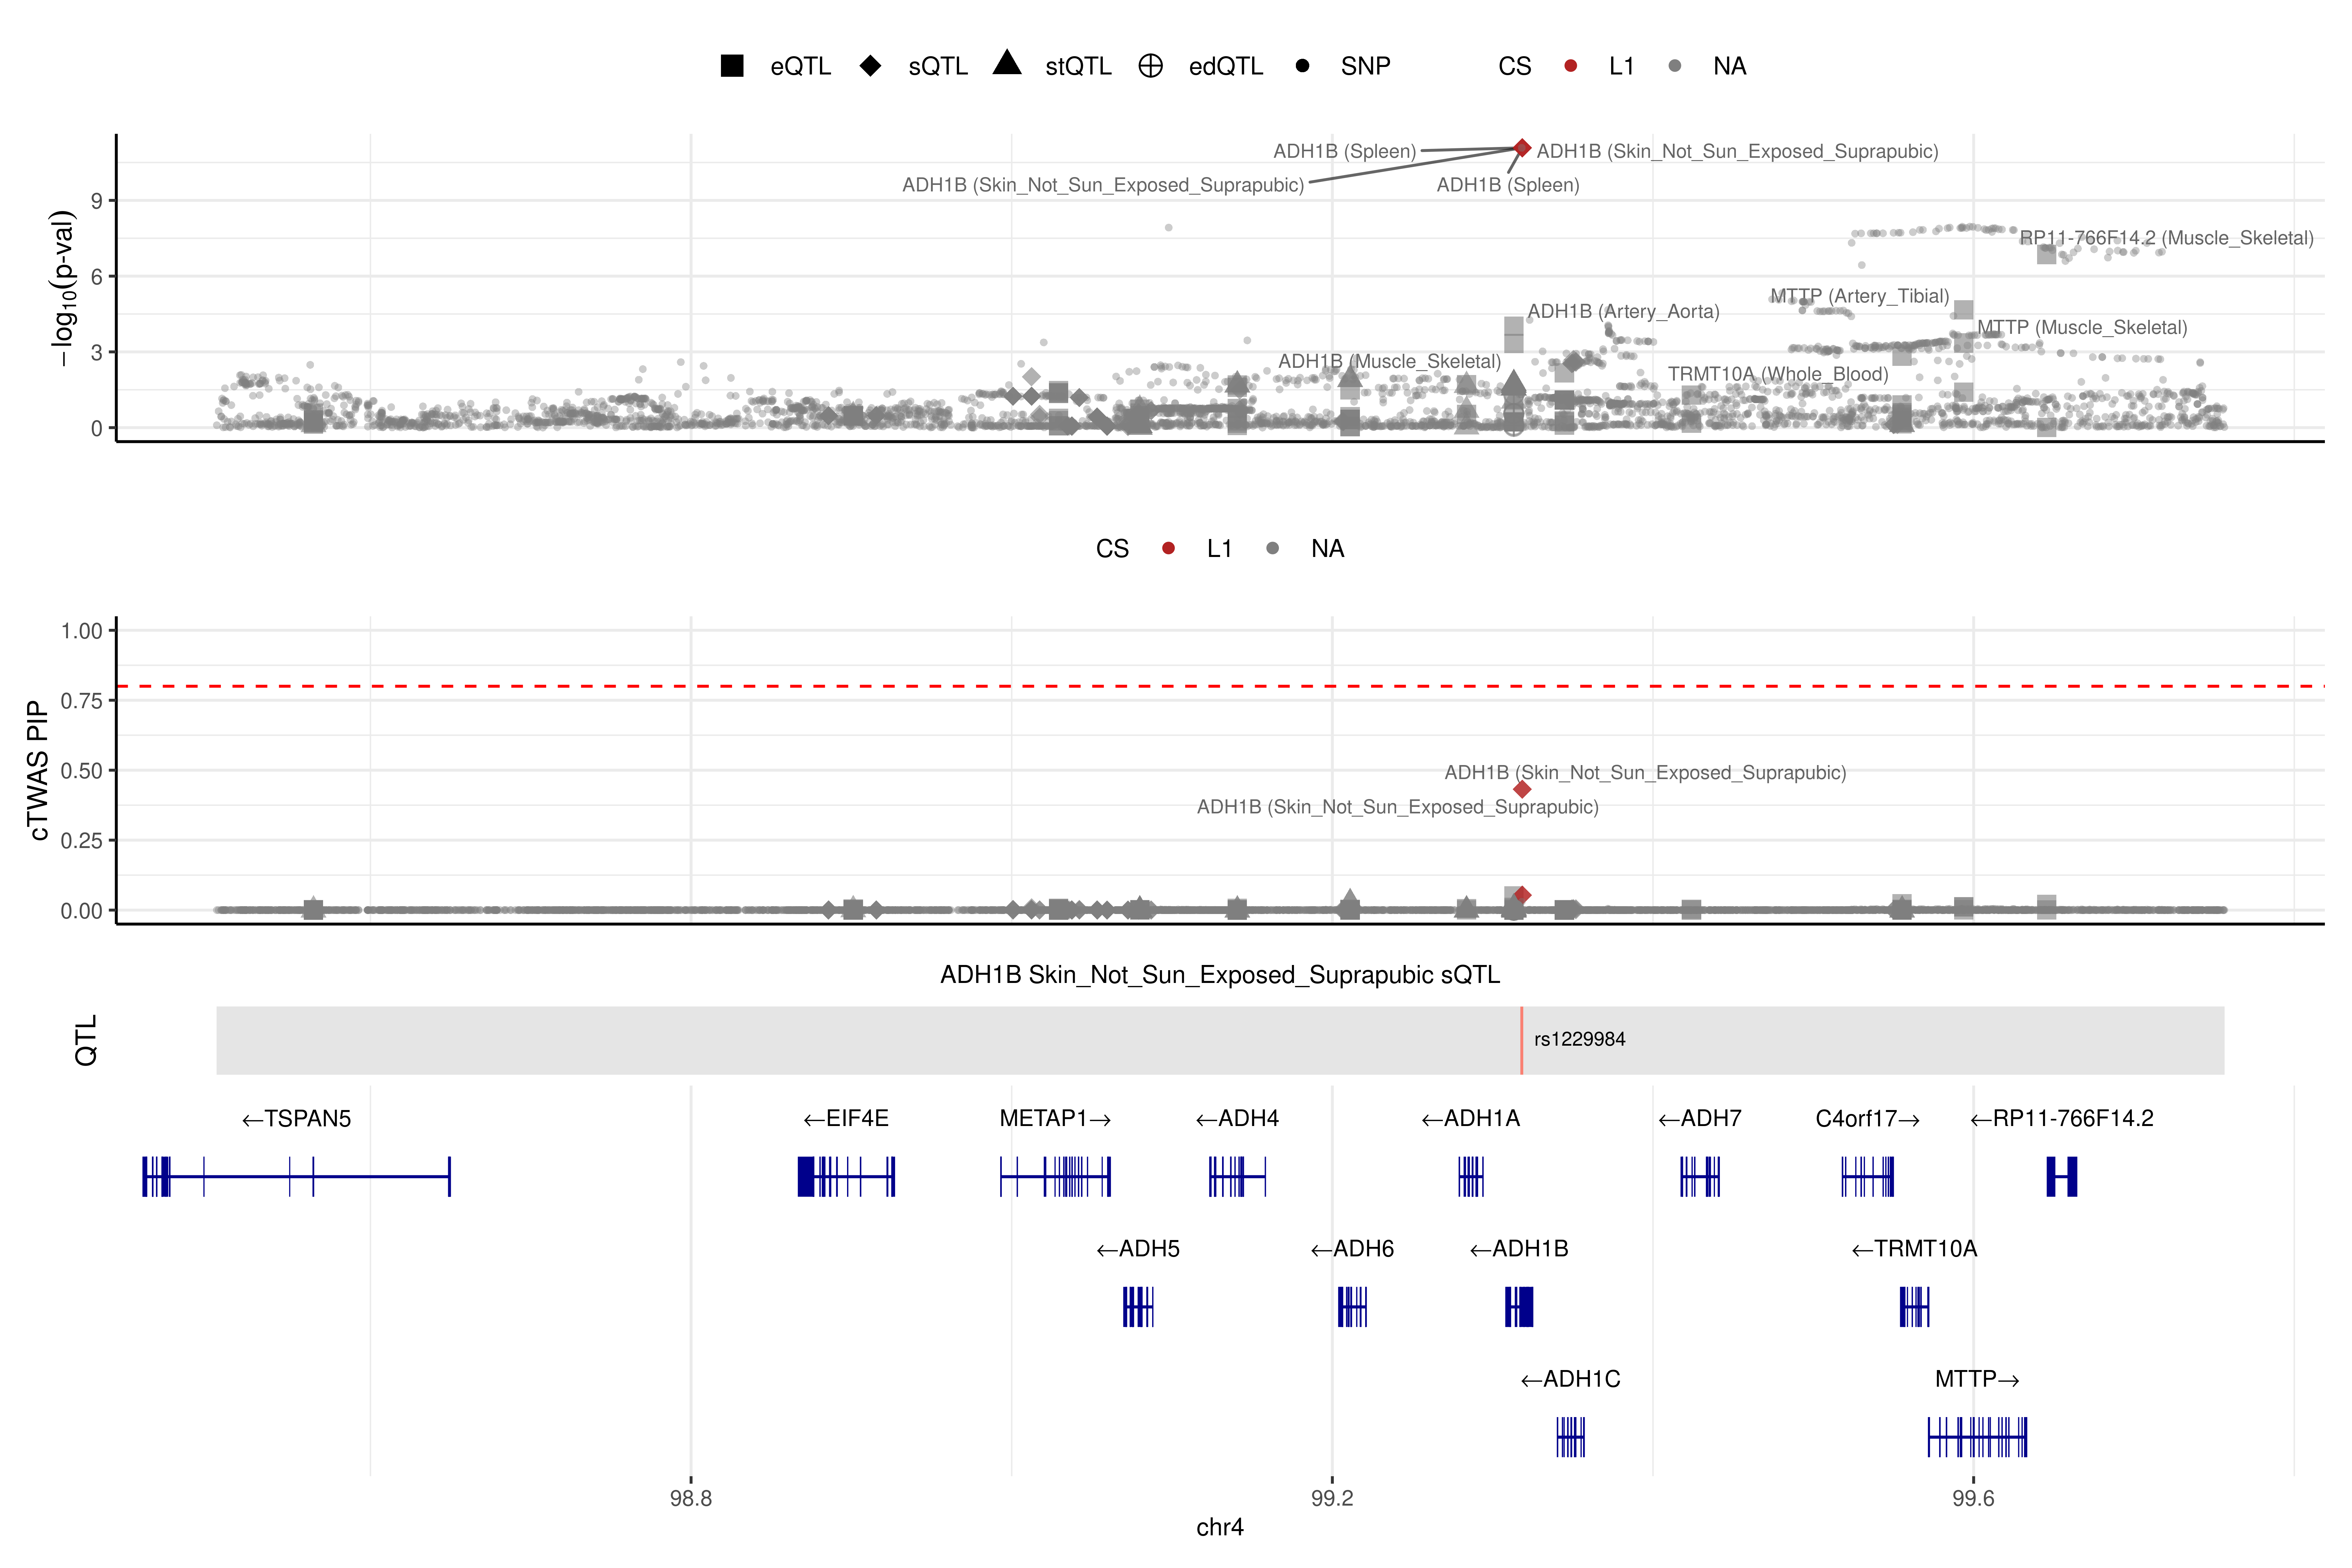 eQTL sQTL stQTL edQTL SNP CS L1 NA
ADH1B (Spleen) ADH1B (Skin_Not_Sun_Exposed_Suprapubic)
ADH1B (Skin_Not_Sun_Exposed_Suprapubic) ADH1B (Spleen)
RP11-766F14.2 (Muscle_Skeletal)
MTTP (Artery_Tibial)
ADH1B (Artery_Aorta)
MTTP (Muscle_Skeletal)
ADH1B (Muscle_Skeletal)
TRMT10A (Whole_Blood)
9
6
3
0
−log10(p-val)
CS L1 NA
1.00
0.75
0.50
0.25
0.00
cTWAS PIP
ADH1B (Skin_Not_Sun_Exposed_Suprapubic)
ADH1B (Skin_Not_Sun_Exposed_Suprapubic)
ADH1B Skin_Not_Sun_Exposed_Suprapubic sQTL
QTL
rs1229984
←TSPAN5 ←EIF4E METAP1→ ←ADH4 ←ADH1A ←ADH7 C4orf17→ ←RP11-766F14.2
←ADH5 ←ADH6 ←ADH1B ←TRMT10A
←ADH1C MTTP→
98.8 99.2 99.6
chr4